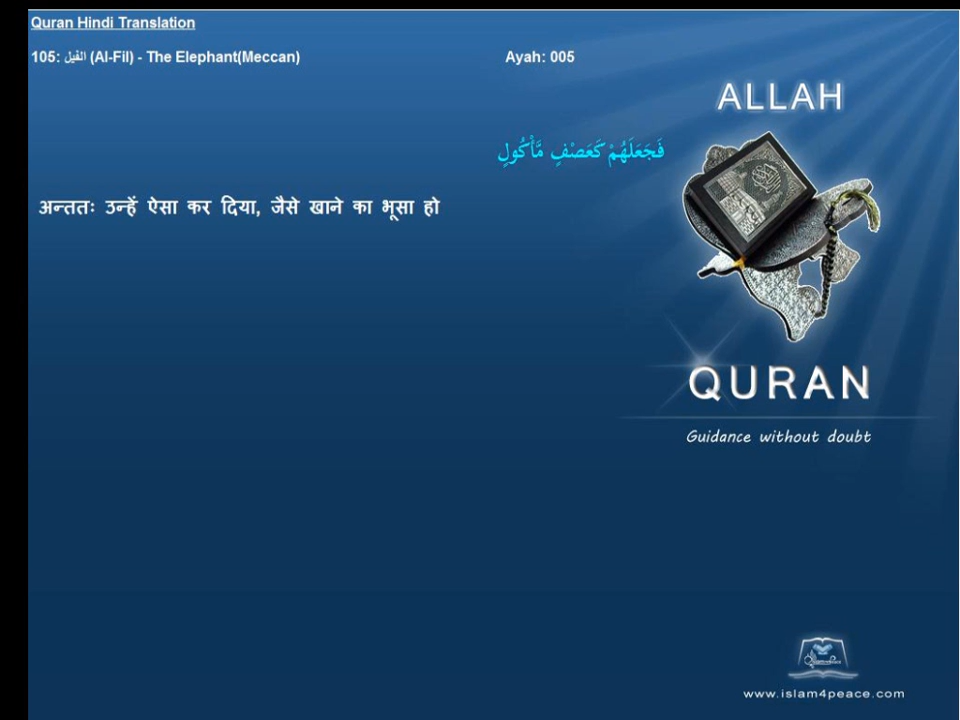 Quran Hindi Translation
105: الفيل (Al-Fil) - The Elephant(Meccan)
Ayah: 005
ALLAH
فَجَعَلَهُمْ كَعَصْفٍ مَّأْكُولٍ
अन्ततः उन्हें ऐसा कर दिया, जैसे खाने का भूसा हो
QURAN
Guidance without doubt
www.islam4peace.com